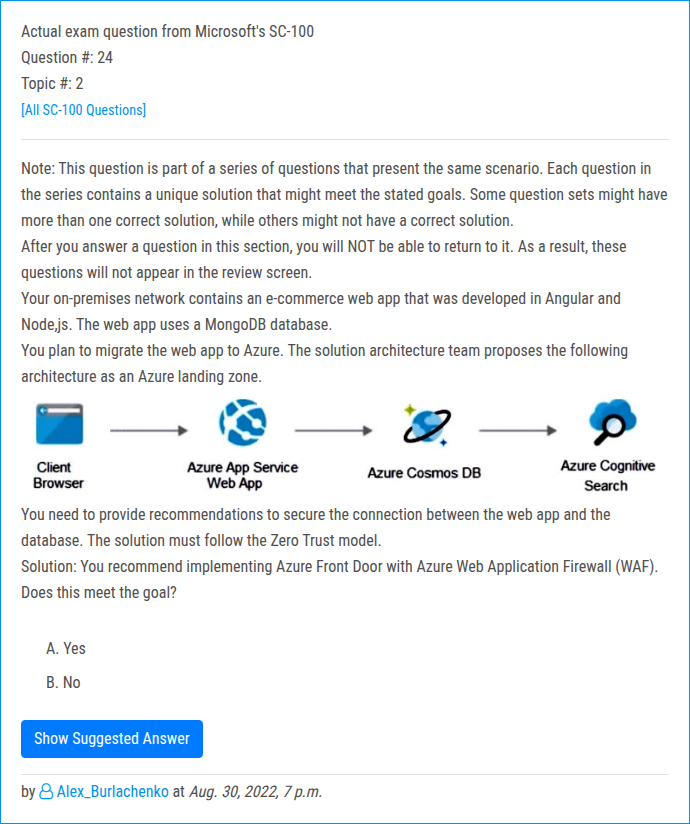 Actual exam question from Microsoft's SC-100
Question #: 24
Topic #: 2
[All SC-100 Questions]
Note: This question is part of a series of questions that present the same scenario. Each question in
the series contains a unique solution that might meet the stated goals. Some question sets might have
more than one correct solution, while others might not have a correct solution.
After you answer a question in this section, you will NOT be able to return to it. As a result, these
questions will not appear in the review screen.
Your on-premises network contains an e-commerce web app that was developed in Angular and
Node,js. The web app uses a MongoDB database.
You plan to migrate the web app to Azure. The solution architecture team proposes the following
architecture as an Azure landing zone.
Client
Browser
Azure App Service
Web App
Azure Cosmos DB
Azure Cognitive
Search
You need to provide recommendations to secure the connection between the web app and the
database. The solution must follow the Zero Trust model.
Solution: You recommend implementing Azure Front Door with Azure Web Application Firewall (WAF).
Does this meet the goal?
A. Yes
B. No
Show Suggested Answer
by Alex_Burlachenko at Aug. 30, 2022, 7 p.m.